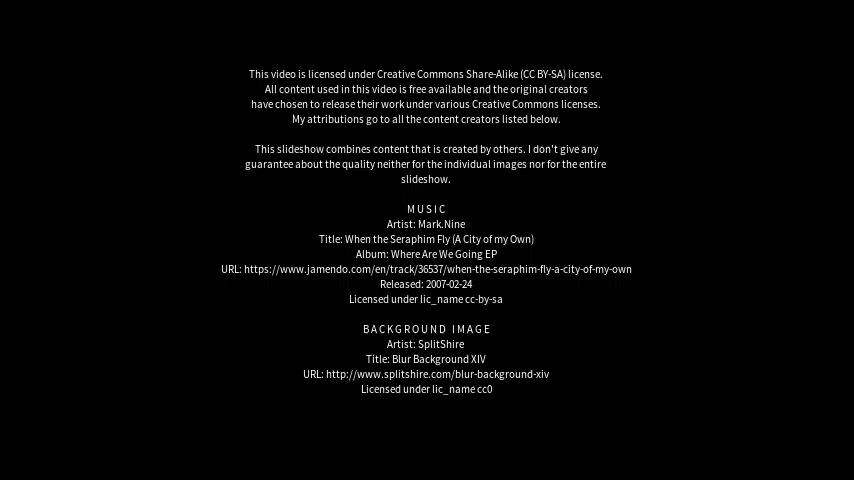 This video is licensed under Creative Commons Share-Alike (CC BY-SA) license.
All content used in this video is free available and the original creators
have chosen to release their work under various Creative Commons licenses.
My attributions go to all the content creators listed below.
This slideshow combines content that is created by others. I don't give any
guarantee about the quality neither for the individual images nor for the entire
slideshow.
MUSIC
Artist: Mark.Nine
Title: When the Seraphim Fly (A City of my Own)
Album: Where Are We Going EP
URL: https://www.jamendo.com/en/track/36537/when-the-seraphim-fly-a-city-of-my-own
Released: 2007-02-24
Licensed under lic_name cc-by-sa
BACKGROUND IMAGE
Artist: SplitShire
Title: Blur Background XIV
URL: http://www.splitshire.com/blur-background-xiv
Licensed under lic_name cc0